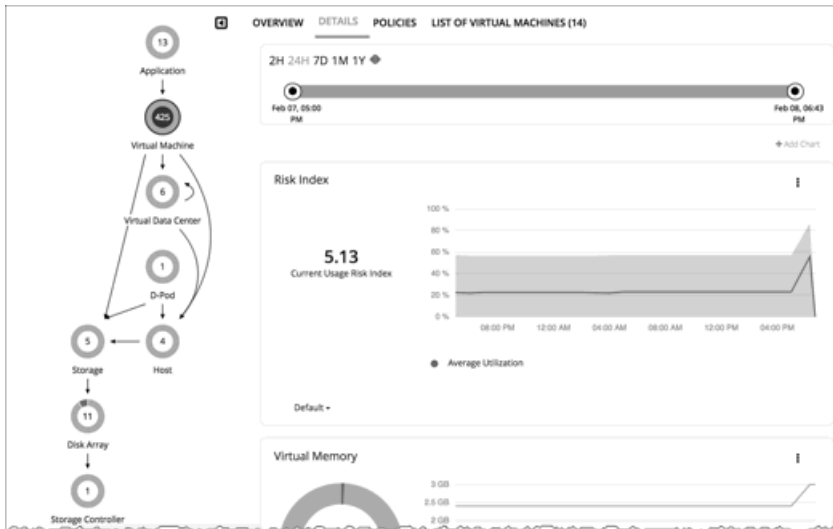 OVERVIEW DETAILS POLICIES LIST OF VIRTUAL MACHINES (14)
13
Application
425
Virtual Machine
6
Virtual Data Center
1
D-Pod
5
Storage
4
Host
11
Disk Array
1
Storage Controller
2H 24H 7D 1M 1Y
Feb 07, 05:00
PM
Feb 08, 06:43
PM
+ Add Chart
Risk Index
5.13
Current Usage Risk Index
100 %
80 %
60 %
40 %
20 %
0 %
08:00 PM 12:00 AM 04:00 AM 08:00 AM 12:00 PM 04:00 PM
Average Utilization
Default
Virtual Memory
3 GB
2.5 GB
2 GB